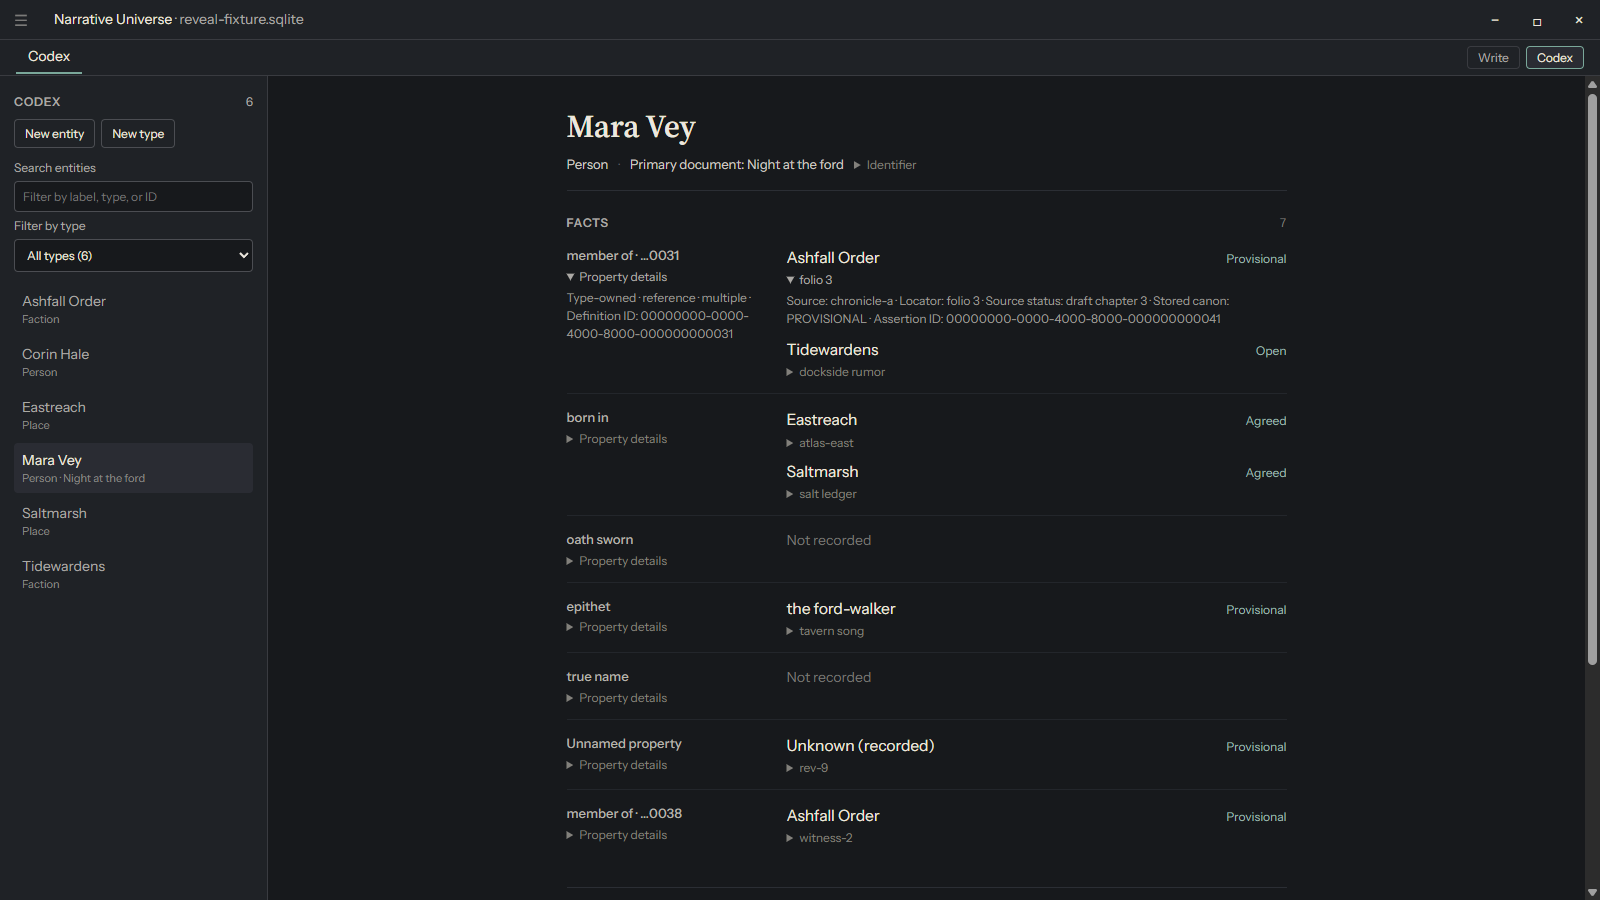 Narrative Universe · reveal-fixture.sqlite
Codex
Write
Codex
CODEX
6
New entity
New type
Search entities
Filter by label, type, or ID
Filter by type
All types (6)
Ashfall Order
Faction
Corin Hale
Person
Eastreach
Place
Mara Vey
Person · Night at the ford
Saltmarsh
Place
Tidewardens
Faction
Mara Vey
Person · Primary document: Night at the ford ▶ Identifier
FACTS
7
member of · …0031
▼ Property details
Type-owned · reference · multiple ·
Definition ID: 00000000-0000-
4000-8000-000000000031
Ashfall Order
Provisional
▼ folio 3
Source: chronicle-a · Locator: folio 3 · Source status: draft chapter 3 · Stored canon:
PROVISIONAL · Assertion ID: 00000000-0000-4000-8000-000000000041
Tidewardens
Open
▶ dockside rumor
born in
▶ Property details
Eastreach
Agreed
▶ atlas-east
Saltmarsh
Agreed
▶ salt ledger
oath sworn
▶ Property details
Not recorded
epithet
▶ Property details
the ford-walker
Provisional
▶ tavern song
true name
▶ Property details
Not recorded
Unnamed property
▶ Property details
Unknown (recorded)
Provisional
▶ rev-9
member of · …0038
▶ Property details
Ashfall Order
Provisional
▶ witness-2